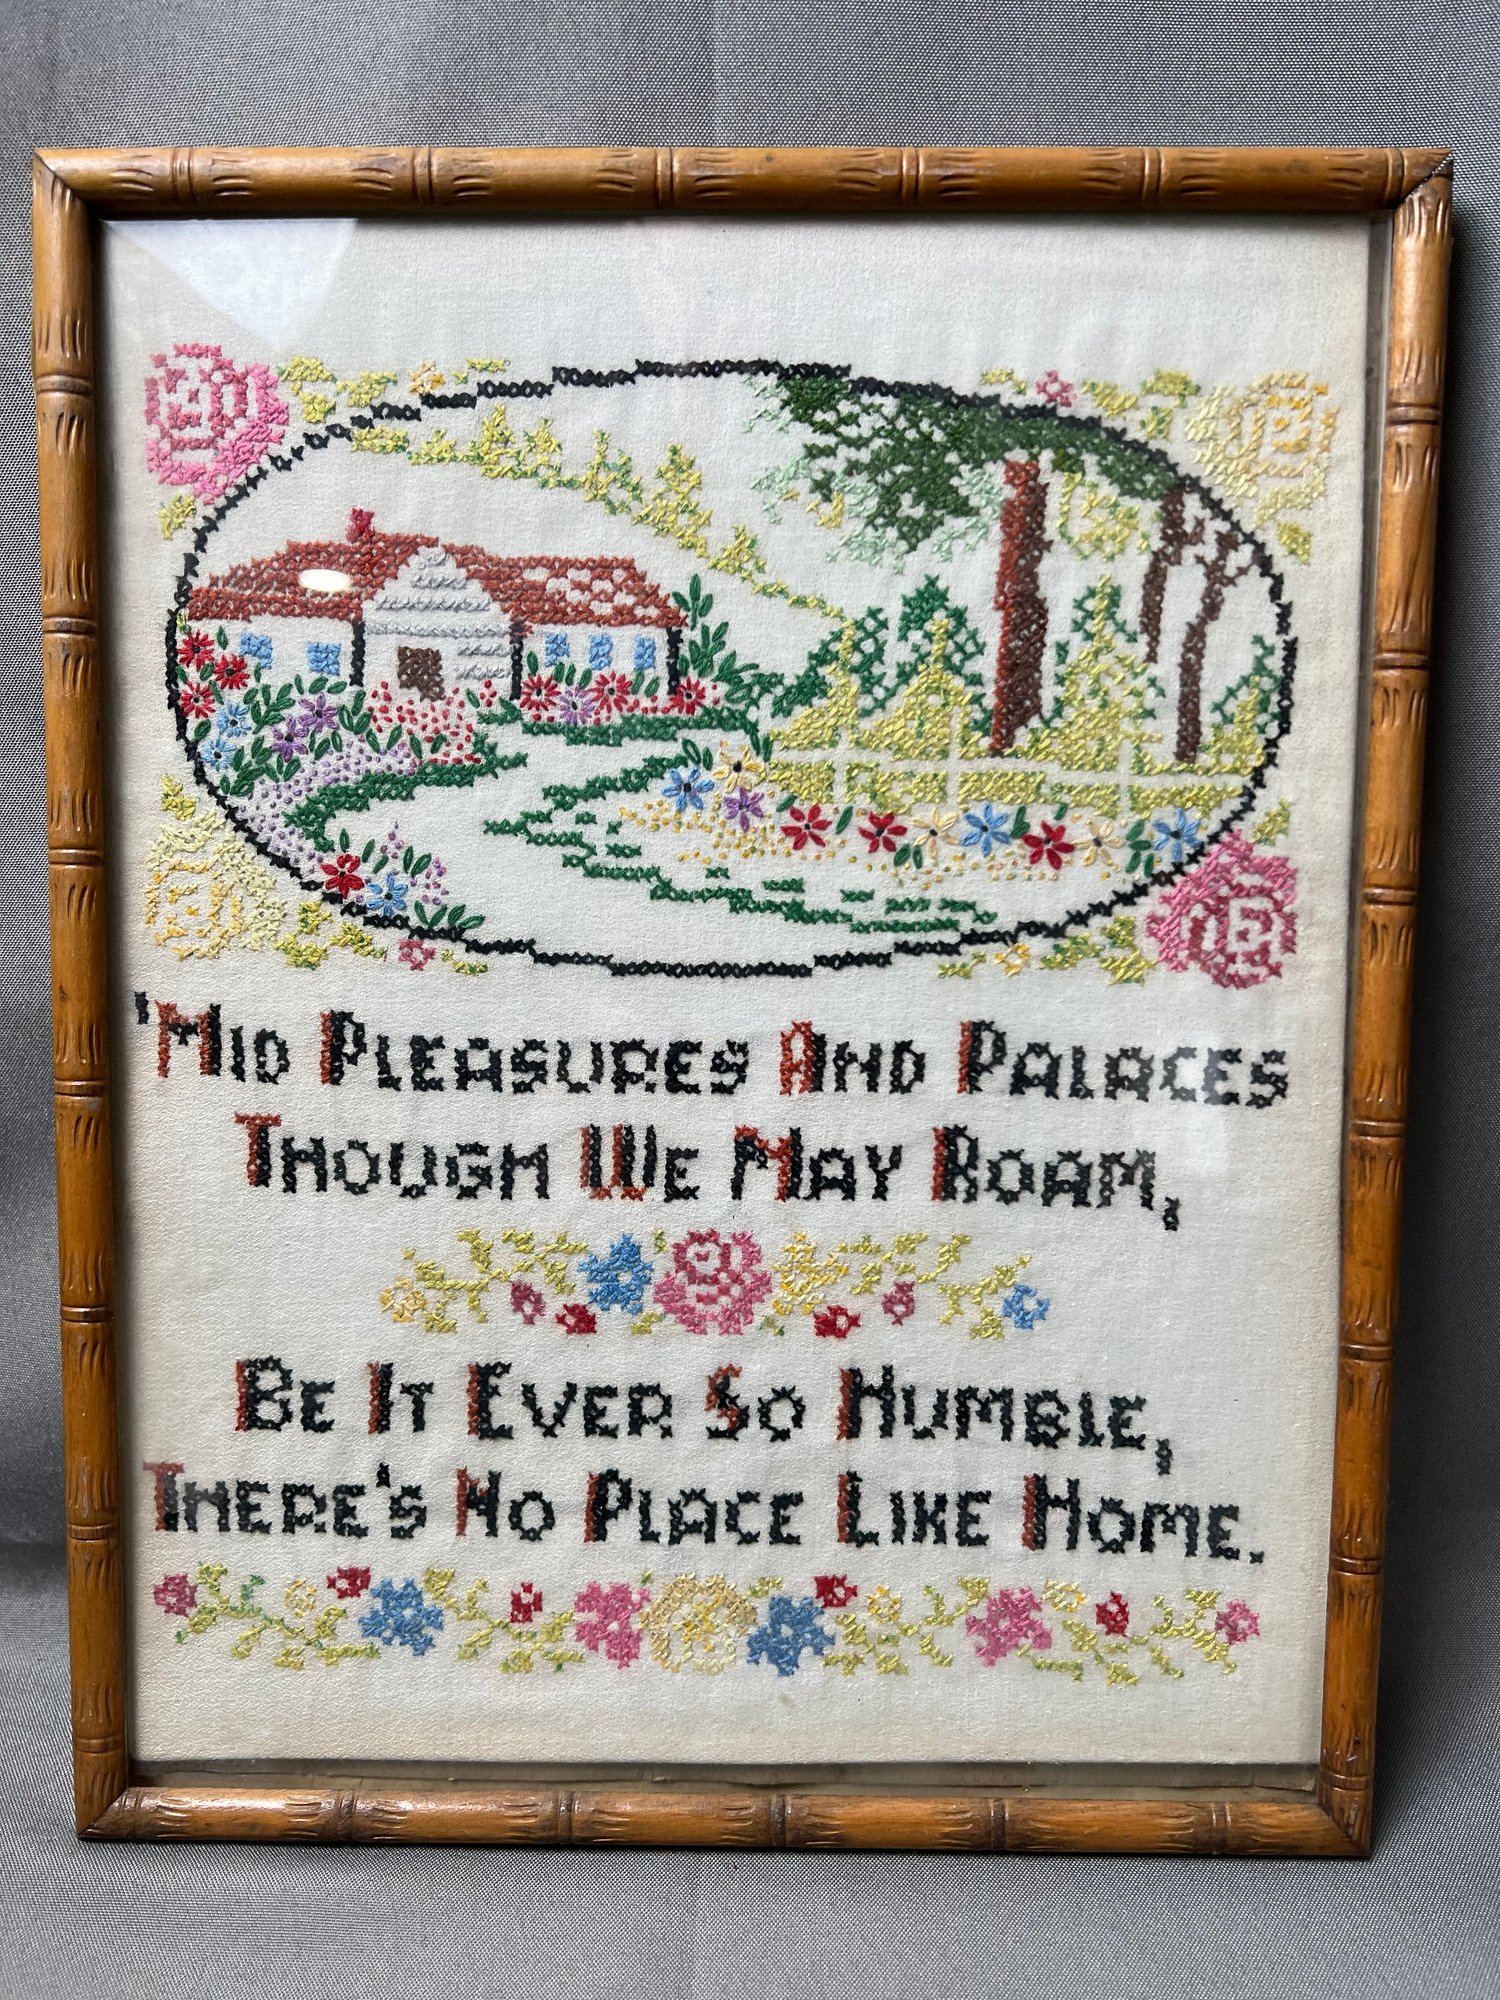 'Mid Pleasures And Palaces
Though We May Roam,
Be It Ever So Humble,
There's No Place Like Home.